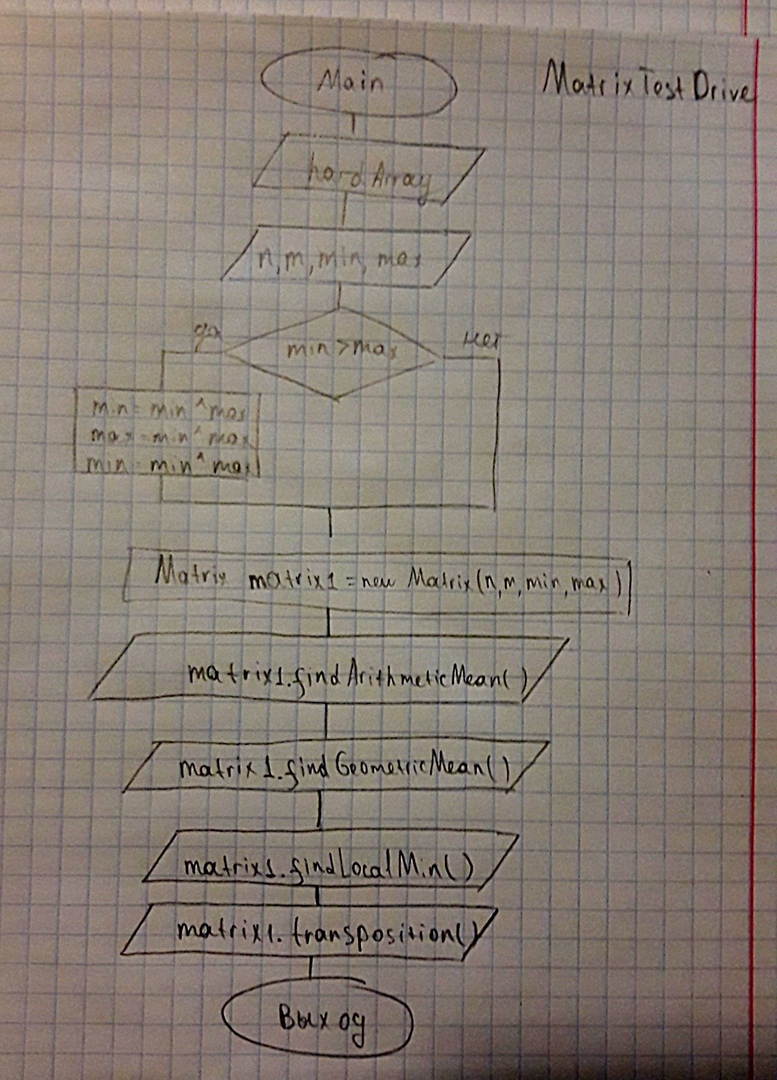 Main
MatrixTestDrive
hardArray
n,m,min,max
да
min>max
нет
min=min^max
max=min^max
min=min^max
Matrix matrix1=new Matrix(n,m,min,max)
matrix1.findArithmeticMean()
matrix1.findGeometricMean()
matrix1.findLocalMin()
matrix1.transposition()
Выход